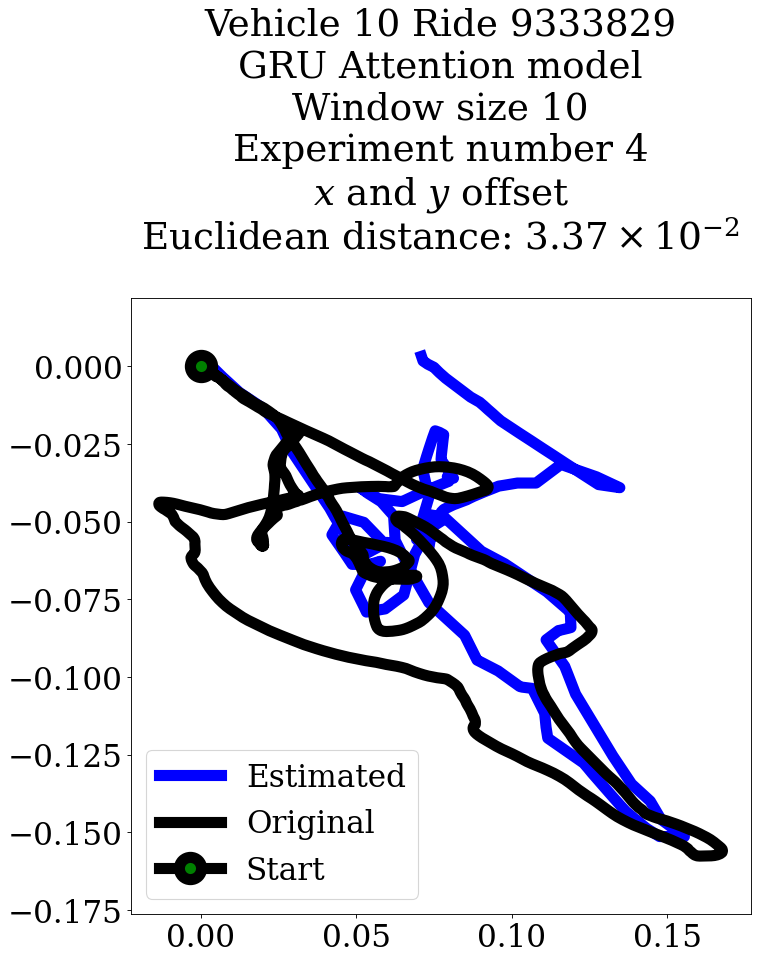 Vehicle 10 Ride 9333829
GRU Attention model
Window size 10
Experiment number 4
x and y offset
Euclidean distance: 3.37 × 10⁻²
0.000
−0.025
−0.050
−0.075
−0.100
−0.125
−0.150
−0.175
Estimated
Original
Start
0.00 0.05 0.10 0.15